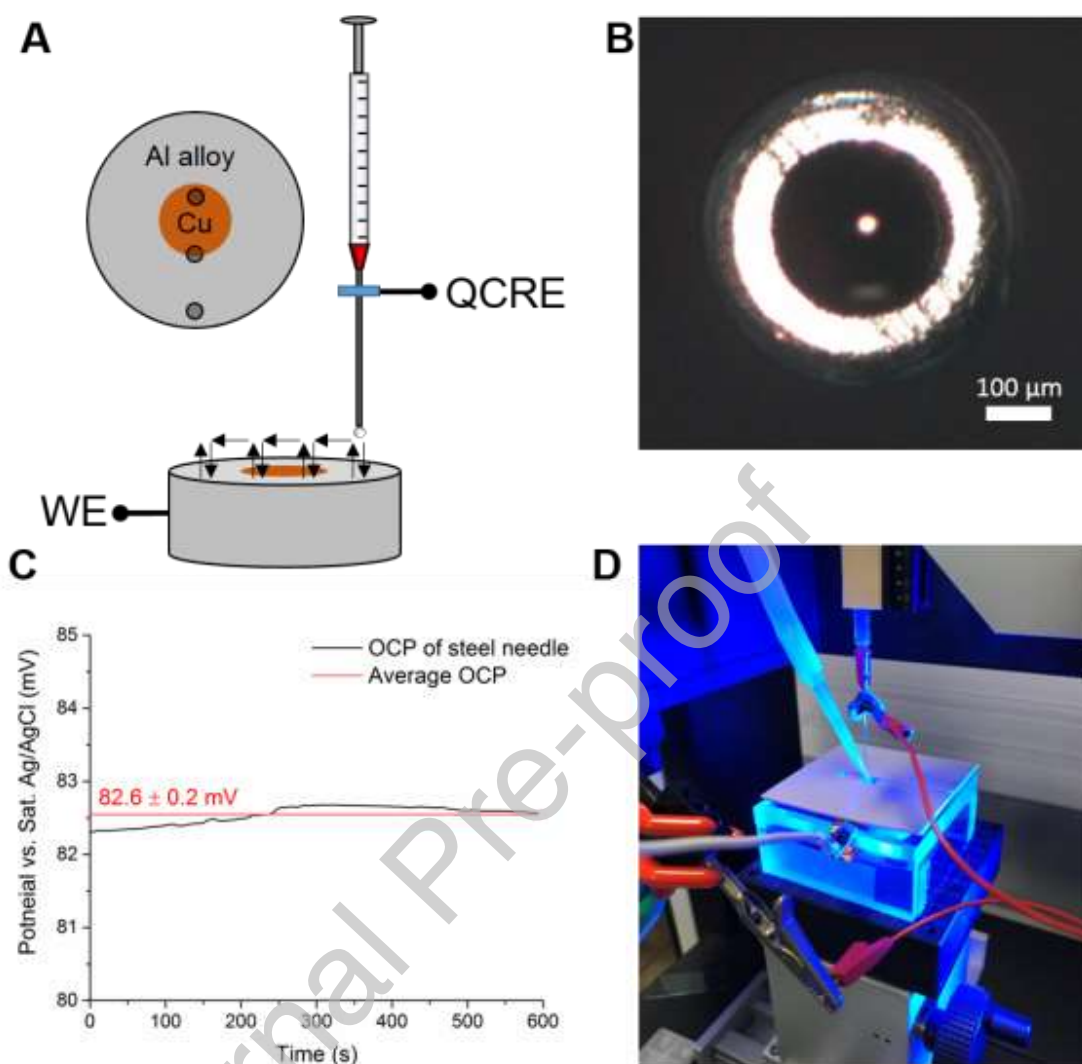 A
Al alloy
Cu
QCRE
WE
B
100 µm
C
OCP of steel needle
Average OCP
82.6 ± 0.2 mV
Potneial vs. Sat. Ag/AgCl (mV)
85
84
83
82
81
80
0 100 200 300 400 500 600
Time (s)
D
rnal Pre-proof